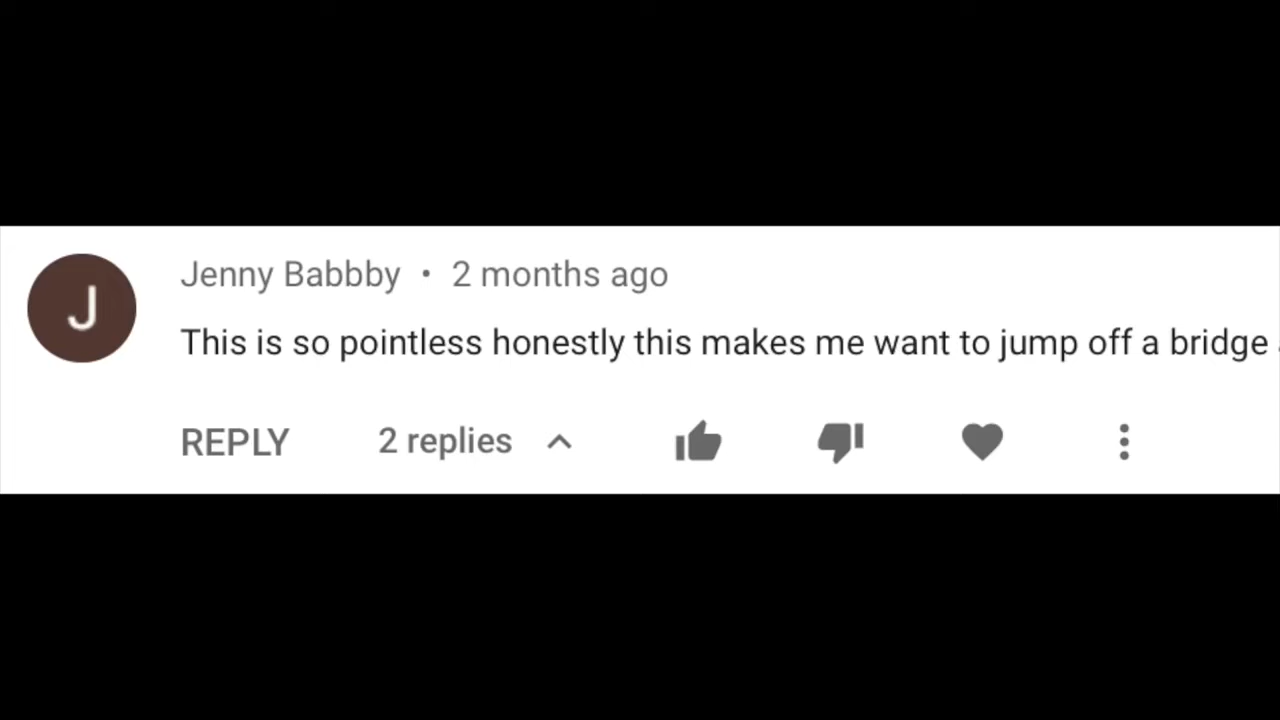 J
Jenny Babbby • 2 months ago
This is so pointless honestly this makes me want to jump off a bridge
REPLY 2 replies